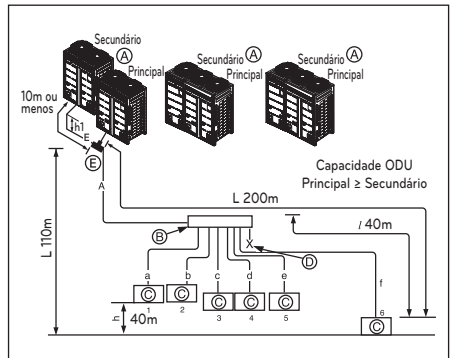 Secundário Ⓐ
Principal
Secundário Ⓐ
Principal
Secundário Ⓐ
Principal
10m ou
menos
h1
E
Ⓔ
A
Capacidade ODU
Principal ≥ Secundário
L 200m
L 110m
l 40m
Ⓑ
X
Ⓓ
a
b
c
d
e
f
Ⓒ
Ⓒ
Ⓒ
Ⓒ
Ⓒ
Ⓒ
1
2
3
4
5
6
h
40m